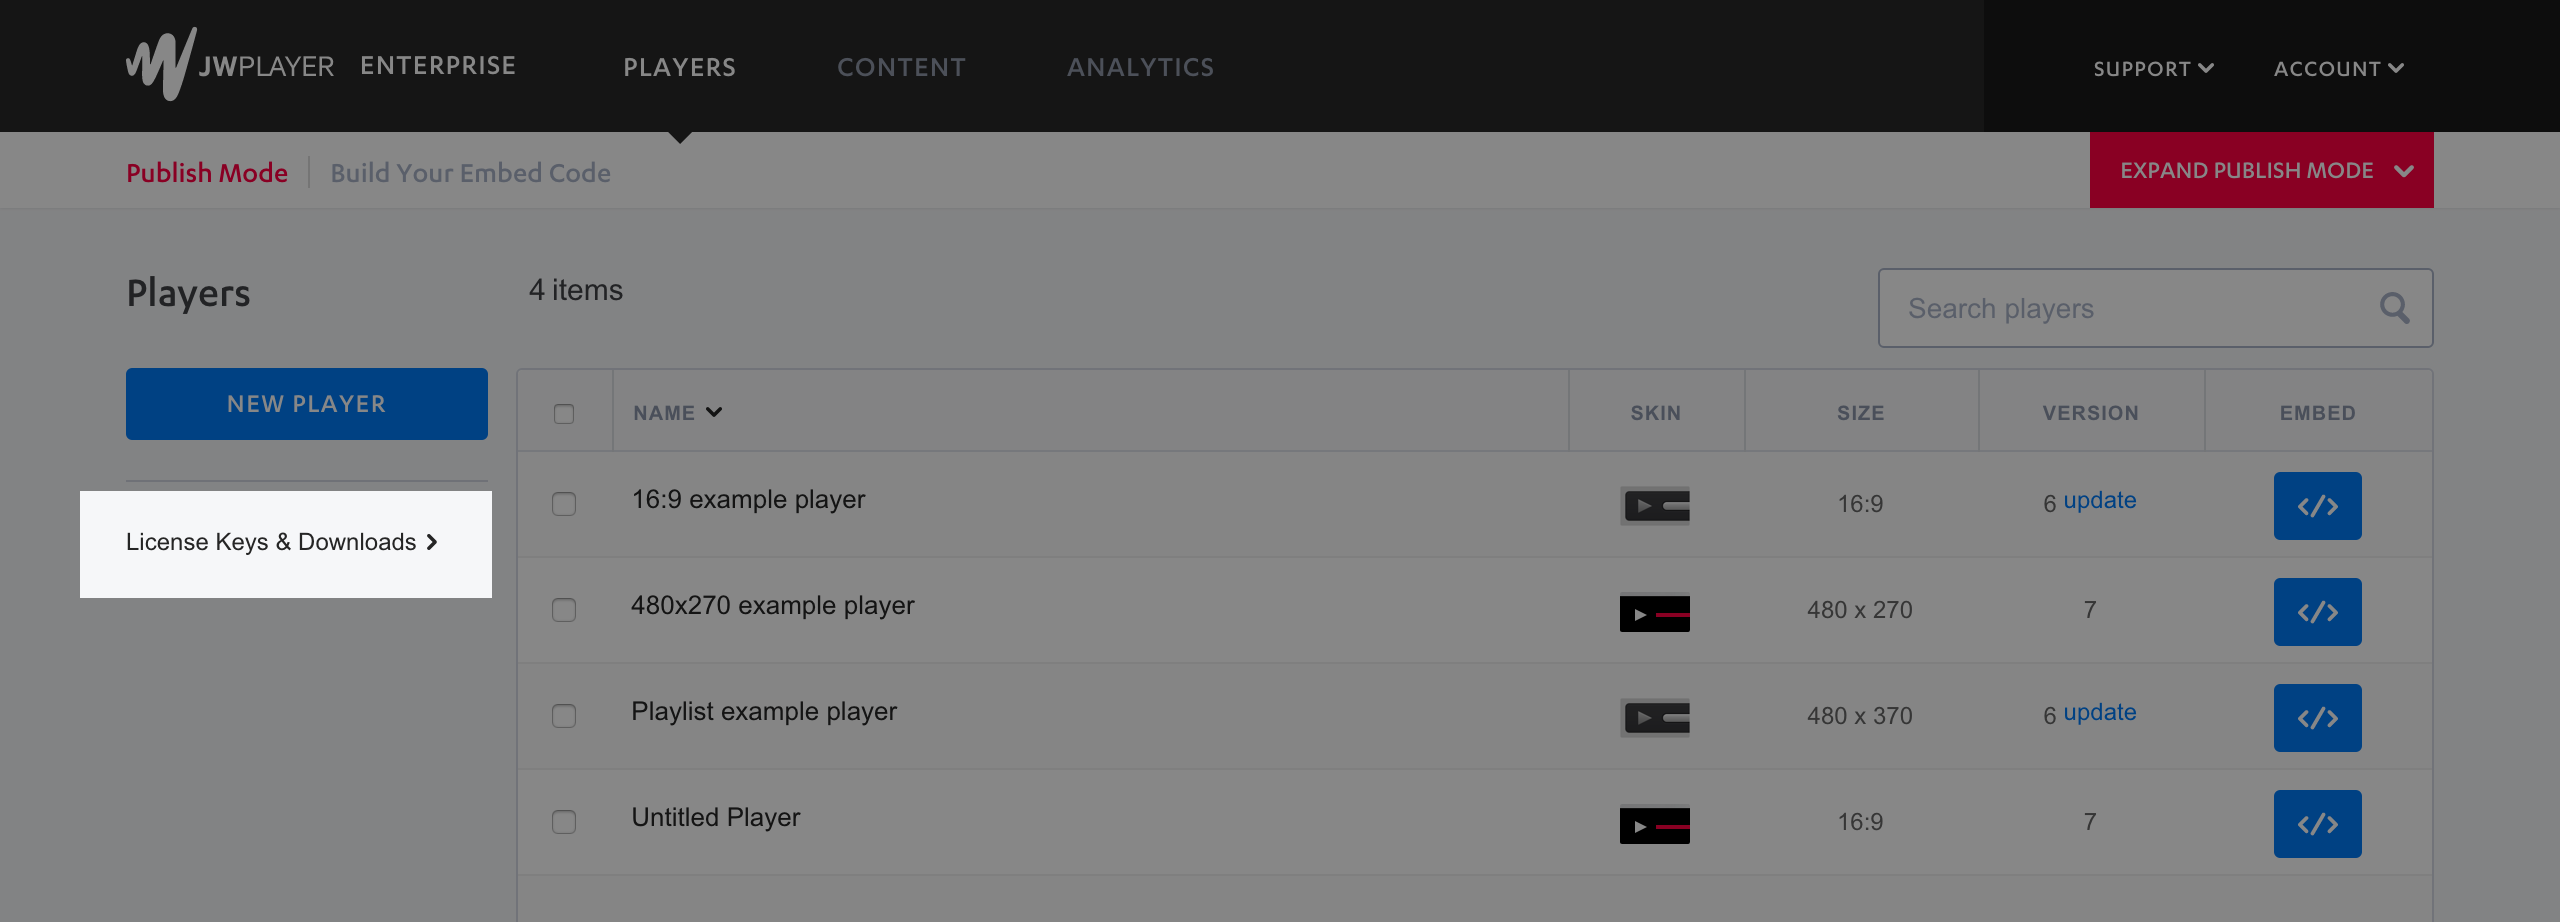 JWPLAYER ENTERPRISE PLAYERS CONTENT ANALYTICS SUPPORT ACCOUNT
Publish Mode Build Your Embed Code EXPAND PUBLISH MODE
Players 4 items Search players
NEW PLAYER
NAME SKIN SIZE VERSION EMBED
16:9 example player 16:9 6 update </>
License Keys & Downloads
480x270 example player 480 x 270 7 </>
Playlist example player 480 x 370 6 update </>
Untitled Player 16:9 7 </>